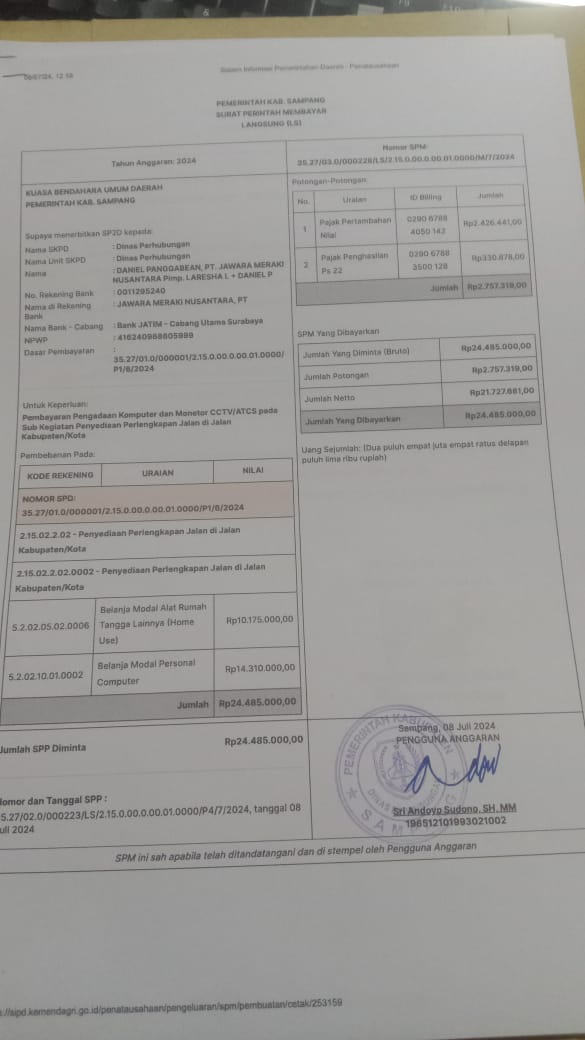 08/07/24, 12.58
Sistem Informasi Pemerintahan Daerah - Penatausahaan
PEMERINTAH KAB. SAMPANG
SURAT PERINTAH MEMBAYAR
LANGSUNG (LS)
Tahun Anggaran: 2024
Nomor SPM:
35.27/03.0/000228/LS/2.15.0.00.0.00.01.0000/M/7/2024
KUASA BENDAHARA UMUM DAERAH
PEMERINTAH KAB. SAMPANG
Supaya menerbitkan SP2D kepada:
Nama SKPD : Dinas Perhubungan
Nama Unit SKPD : Dinas Perhubungan
Nama : DANIEL PANGGABEAN, PT. JAWARA MERAKI
NUSANTARA Pimp. LARESHA L + DANIEL P
No. Rekening Bank : 0011295240
Nama di Rekening : JAWARA MERAKI NUSANTARA, PT
Bank
Nama Bank - Cabang : Bank JATIM - Cabang Utama Surabaya
NPWP : 416240968605999
Dasar Pembayaran :
35.27/01.0/000001/2.15.0.00.0.00.01.0000/
P1/6/2024
Untuk Keperluan:
Pembayaran Pengadaan Komputer dan Monetor CCTV/ATCS pada
Sub Kegiatan Penyediaan Perlengkapan Jalan di Jalan
Kabupaten/Kota
Pembebanan Pada:
KODE REKENING URAIAN NILAI
NOMOR SPD:
35.27/01.0/000001/2.15.0.00.0.00.01.0000/P1/6/2024
2.15.02.2.02 - Penyediaan Perlengkapan Jalan di Jalan
Kabupaten/Kota
2.15.02.2.02.0002 - Penyediaan Perlengkapan Jalan di Jalan
Kabupaten/Kota
5.2.02.05.02.0006 Belanja Modal Alat Rumah Tangga Lainnya (Home Use) Rp10.175.000,00
5.2.02.10.01.0002 Belanja Modal Personal Computer Rp14.310.000,00
Jumlah Rp24.485.000,00
Potongan-Potongan:
No. Uraian ID Billing Jumlah
1 Pajak Pertambahan Nilai 0290 6788 4050 142 Rp2.426.441,00
2 Pajak Penghasilan Ps 22 0290 6788 3500 128 Rp330.878,00
Jumlah Rp2.757.319,00
SPM Yang Dibayarkan
Jumlah Yang Diminta (Bruto) Rp24.485.000,00
Jumlah Potongan Rp2.757.319,00
Jumlah Netto Rp21.727.681,00
Jumlah Yang Dibayarkan Rp24.485.000,00
Uang Sejumlah: (Dua puluh empat juta empat ratus delapan
puluh lima ribu rupiah)
Jumlah SPP Diminta Rp24.485.000,00
Nomor dan Tanggal SPP :
35.27/02.0/000223/LS/2.15.0.00.0.00.01.0000/P4/7/2024, tanggal 08
Juli 2024
Sampang, 08 Juli 2024
PENGGUNA ANGGARAN
PEMERINTAH KABUPATEN
DINAS PERHUBUNGAN
SAMPANG
Sri Andoyo Sudono, SH, MM
196512101993021002
SPM ini sah apabila telah ditandatangani dan di stempel oleh Pengguna Anggaran
s://sipd.kemendagri.go.id/penatausahaan/pengeluaran/spm/pembuatan/cetak/253159